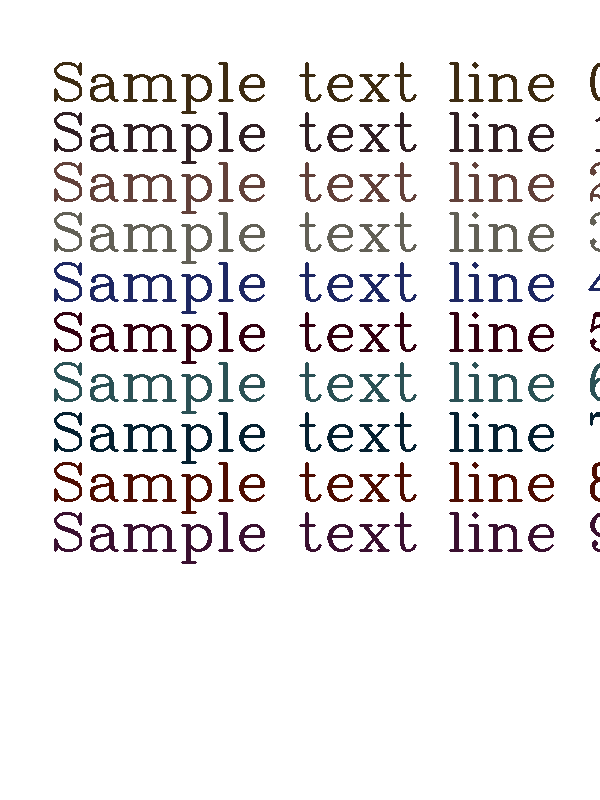 Sample text line 0
Sample text line 1
Sample text line 2
Sample text line 3
Sample text line 4
Sample text line 5
Sample text line 6
Sample text line 7
Sample text line 8
Sample text line 9